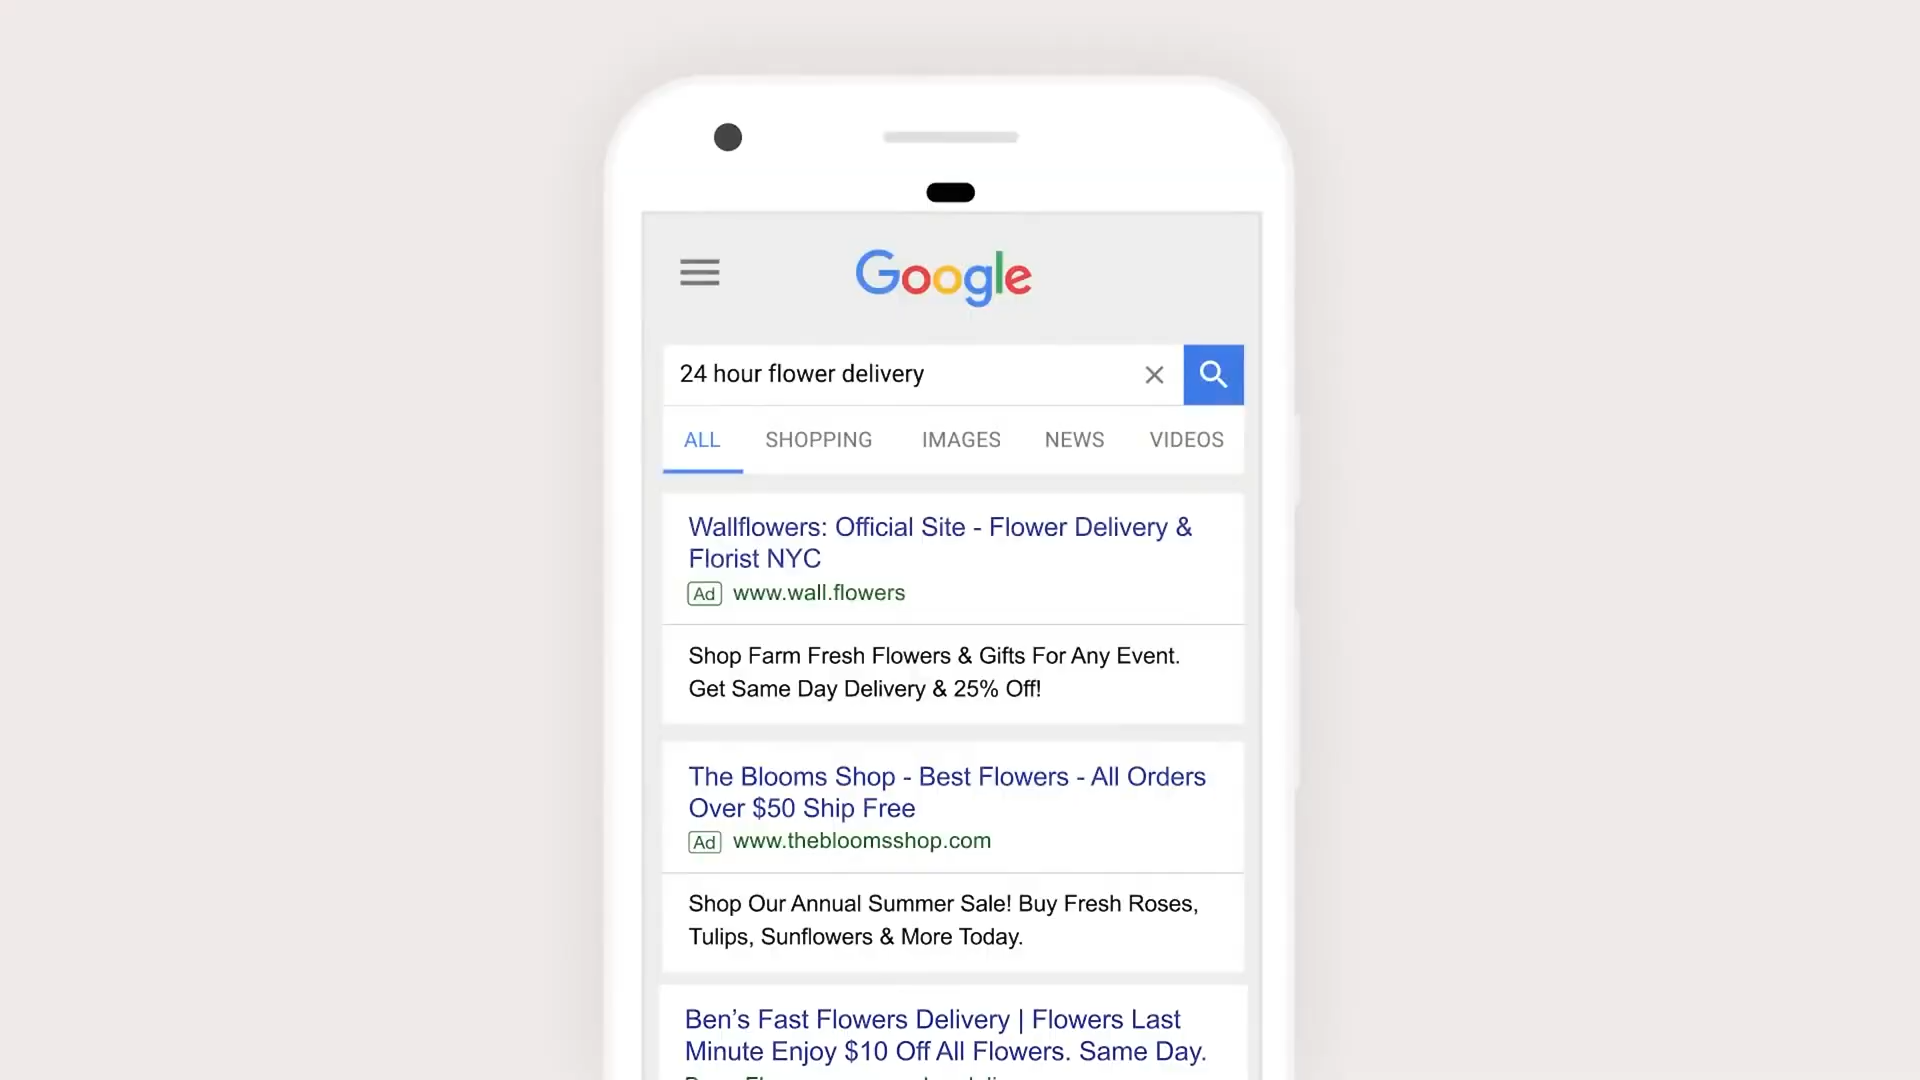 Google
24 hour flower delivery
ALL SHOPPING IMAGES NEWS VIDEOS
Wallflowers: Official Site - Flower Delivery &
Florist NYC
Ad www.wall.flowers
Shop Farm Fresh Flowers & Gifts For Any Event.
Get Same Day Delivery & 25% Off!
The Blooms Shop - Best Flowers - All Orders
Over $50 Ship Free
Ad www.thebloomsshop.com
Shop Our Annual Summer Sale! Buy Fresh Roses,
Tulips, Sunflowers & More Today.
Ben’s Fast Flowers Delivery | Flowers Last
Minute Enjoy $10 Off All Flowers. Same Day.